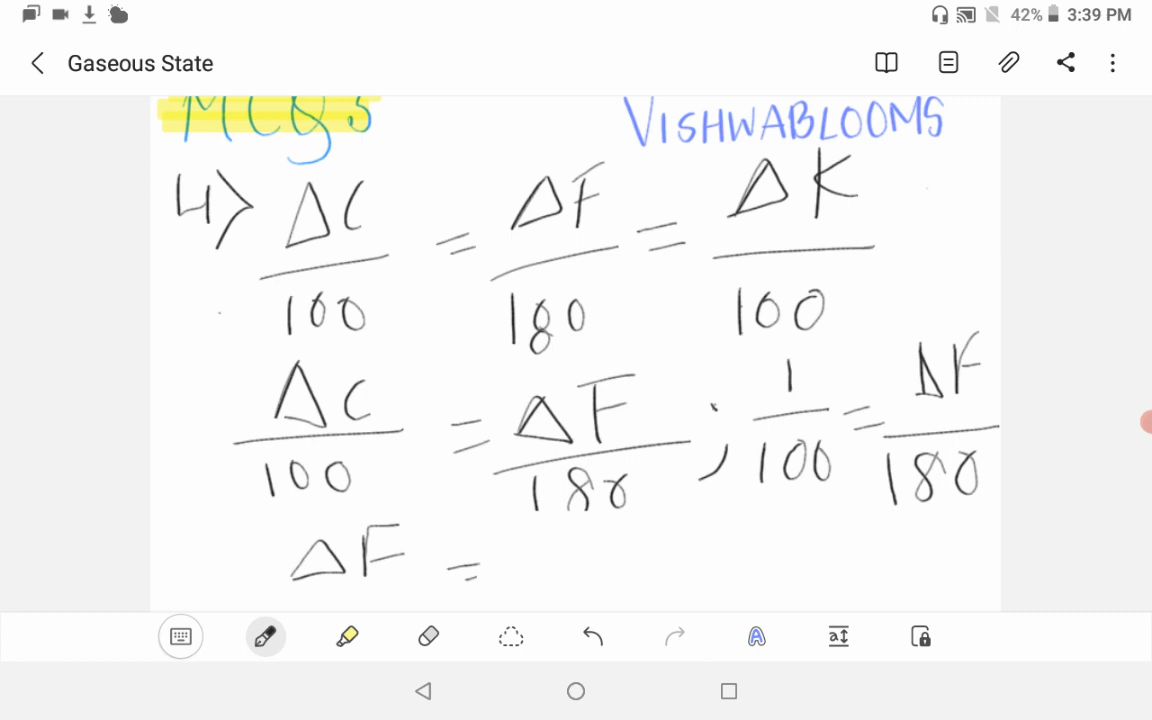 42% 3:39 PM
Gaseous State
MCQs VISHWABLOOMS
4> ΔC/100 = ΔF/180 = ΔK/100
ΔC/100 = ΔF/180 ; 1/100 = ΔF/180
ΔF =